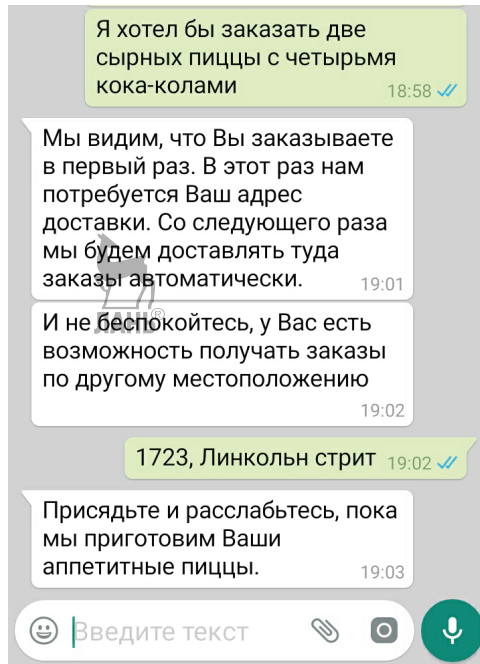 Я хотел бы заказать две
сырных пиццы с четырьмя
кока-колами
18:58
Мы видим, что Вы заказываете
в первый раз. В этот раз нам
потребуется Ваш адрес
доставки. Со следующего раза
мы будем доставлять туда
заказы автоматически.
19:01
ЛАНЬ®
И не беспокойтесь, у Вас есть
возможность получать заказы
по другому местоположению
19:02
1723, Линкольн стрит 19:02
Присядьте и расслабьтесь, пока
мы приготовим Ваши
аппетитные пиццы.
19:03
Введите текст